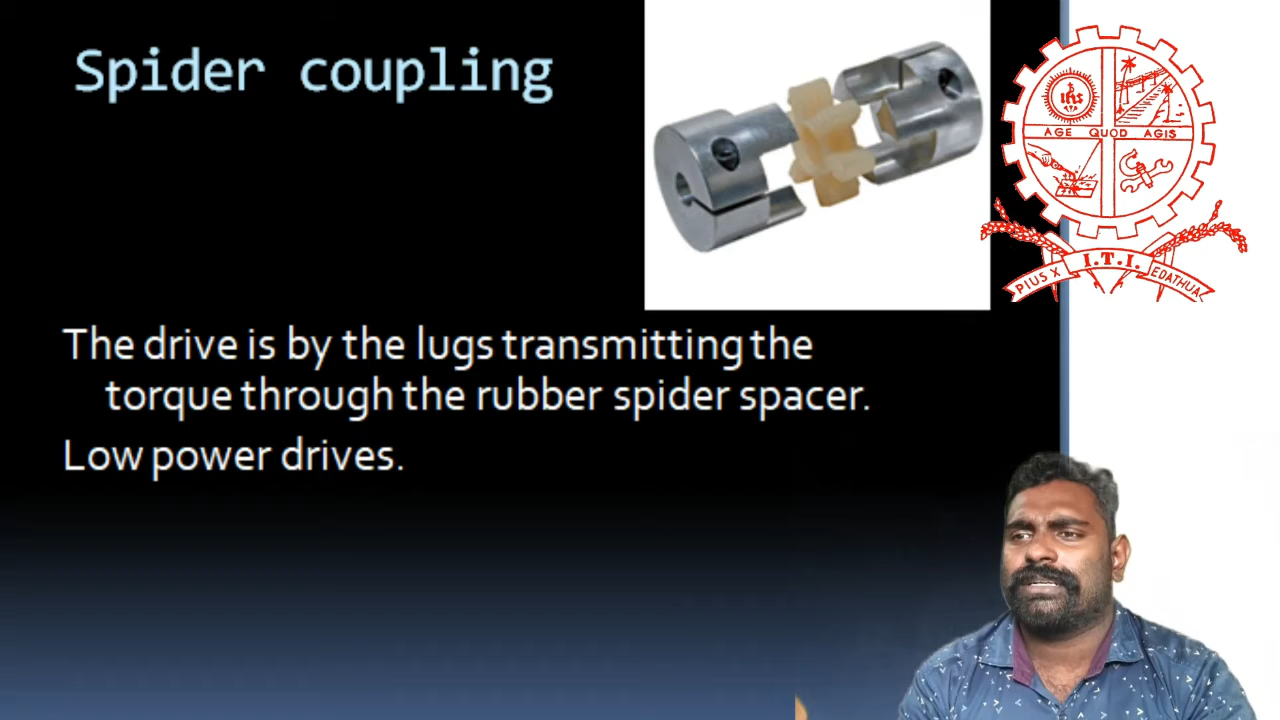 Spider coupling
The drive is by the lugs transmitting the
torque through the rubber spider spacer.
Low power drives.
IHS
AGE QUOD AGIS
I.T.I.
PIUS X
EDATHUA